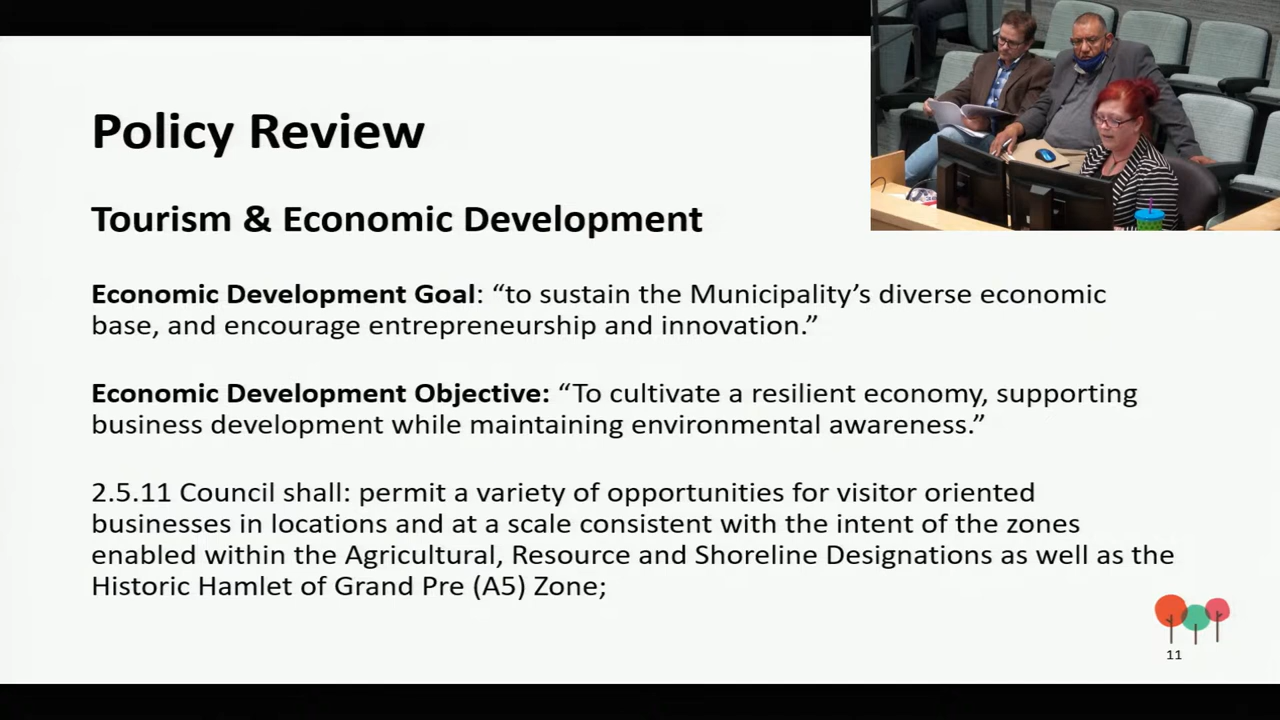 Policy Review
Tourism & Economic Development
Economic Development Goal: “to sustain the Municipality’s diverse economic
base, and encourage entrepreneurship and innovation.”
Economic Development Objective: “To cultivate a resilient economy, supporting
business development while maintaining environmental awareness.”
2.5.11 Council shall: permit a variety of opportunities for visitor oriented
businesses in locations and at a scale consistent with the intent of the zones
enabled within the Agricultural, Resource and Shoreline Designations as well as the
Historic Hamlet of Grand Pre (A5) Zone;
11